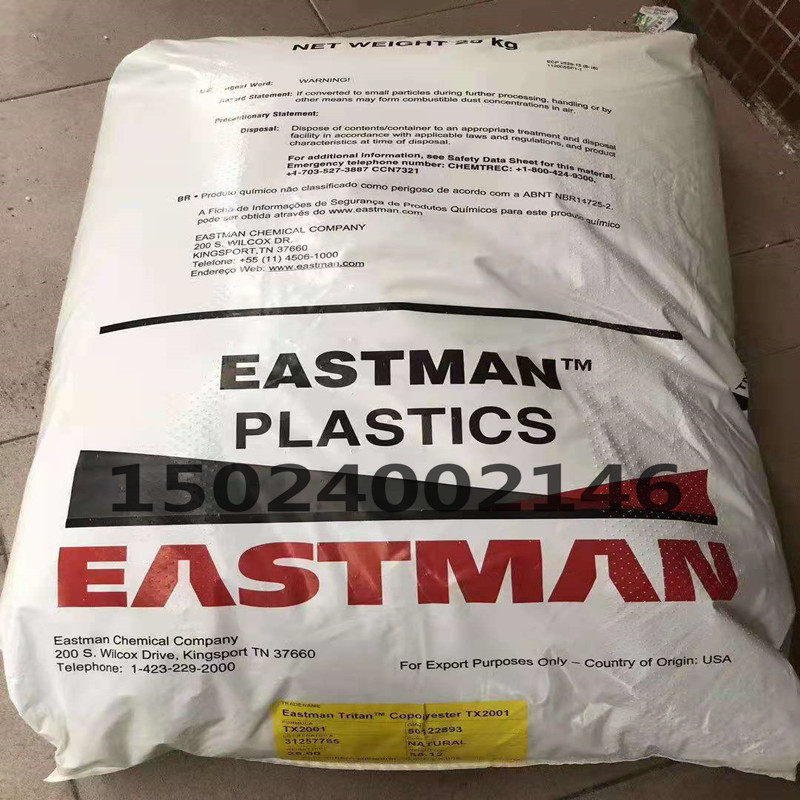 NET WEIGHT 25 kg
WARNING!
Hazard Statement: If converted to small particles during further processing, handling or by
other means may form combustible dust concentrations in air.
Precautionary Statement:
Disposal: Dispose of contents/container to an appropriate treatment and disposal
facility in accordance with applicable laws and regulations, and product
characteristics at time of disposal.
For additional information, see Safety Data Sheet for this material.
Emergency telephone number: CHEMTREC: +1-800-424-9300.
+1-703-527-3887 CCN7321
BR • Produto químico não classificado como perigoso de acordo com a ABNT NBR14725-2.
A Ficha de Informações de Segurança de Produtos Químicos para este produto químico
pode ser obtida através do www.eastman.com
EASTMAN CHEMICAL COMPANY
200 S. WILCOX DR.
KINGSPORT,TN 37660
Telefone: +55 (11) 4506-1000
Endereço Web: www.eastman.com
EASTMAN™
PLASTICS
15024002146
EASTMAN
Eastman Chemical Company
200 S. Wilcox Drive, Kingsport TN 37660
Telephone: 1-423-229-2000
For Export Purposes Only – Country of Origin: USA
TRADENAME
Eastman Tritan™ Copolyester TX2001
FORMULA
TX2001
80122893
31257765
NATURAL